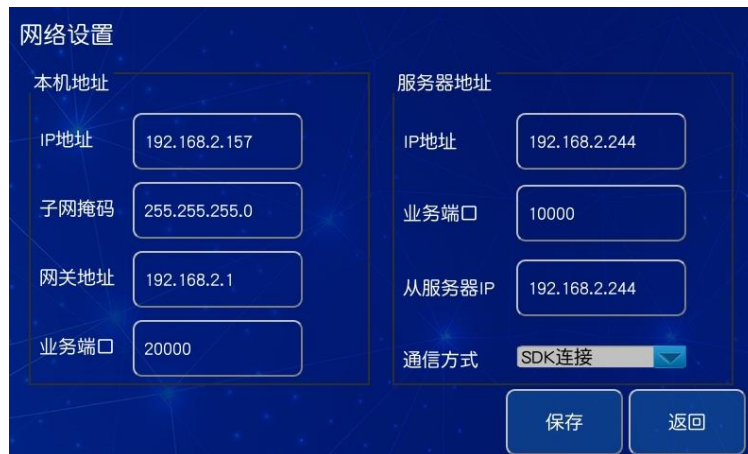 网络设置
本机地址
IP地址 192.168.2.157
子网掩码 255.255.255.0
网关地址 192.168.2.1
业务端口 20000
服务器地址
IP地址 192.168.2.244
业务端口 10000
从服务器IP 192.168.2.244
通信方式 SDK连接
保存 返回